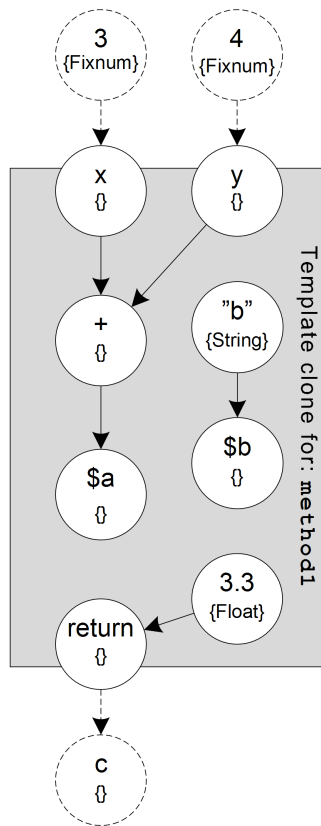 3
{Fixnum}
4
{Fixnum}
x
{}
y
{}
+
{}
”b”
{String}
$a
{}
$b
{}
3.3
{Float}
return
{}
c
{}
Template clone for: method1